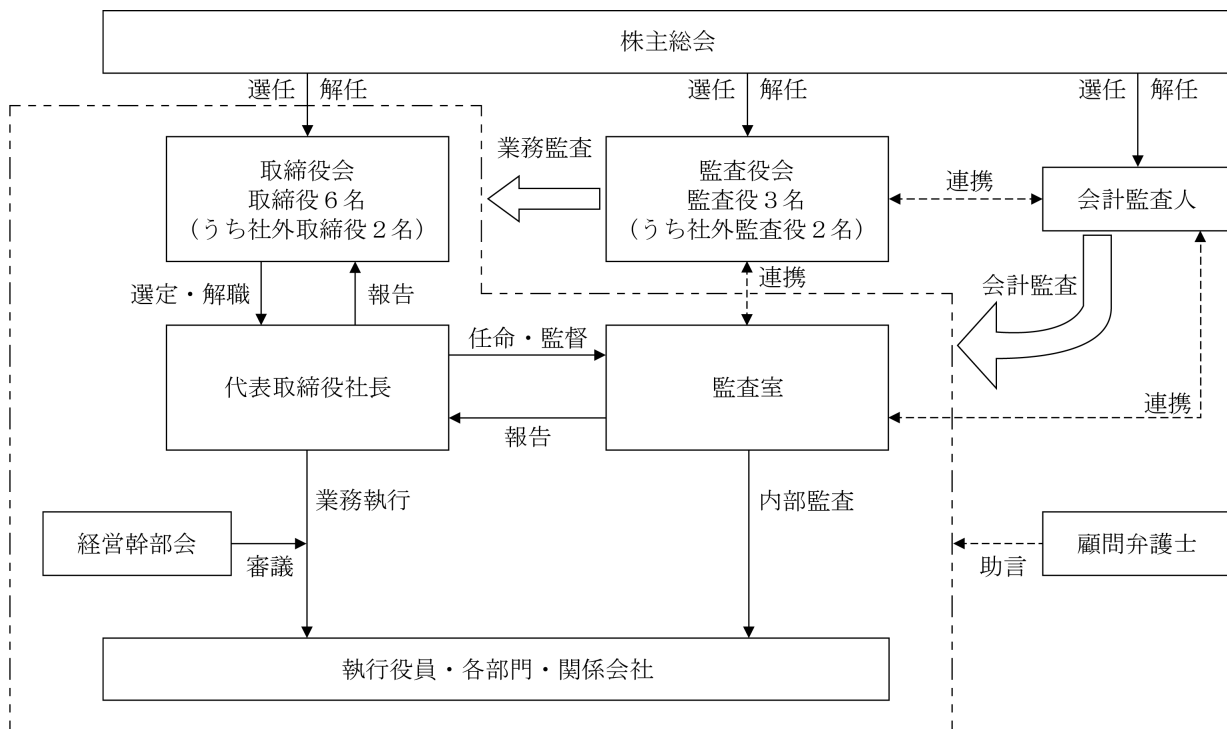 株主総会
選任 解任
選任 解任
選任 解任
取締役会
取締役6名
(うち社外取締役2名)
業務監査
監査役会
監査役3名
(うち社外監査役2名)
連携
会計監査人
選定・解職
報告
連携
会計監査
代表取締役社長
任命・監督
報告
監査室
連携
業務執行
内部監査
経営幹部会
審議
顧問弁護士
助言
執行役員・各部門・関係会社